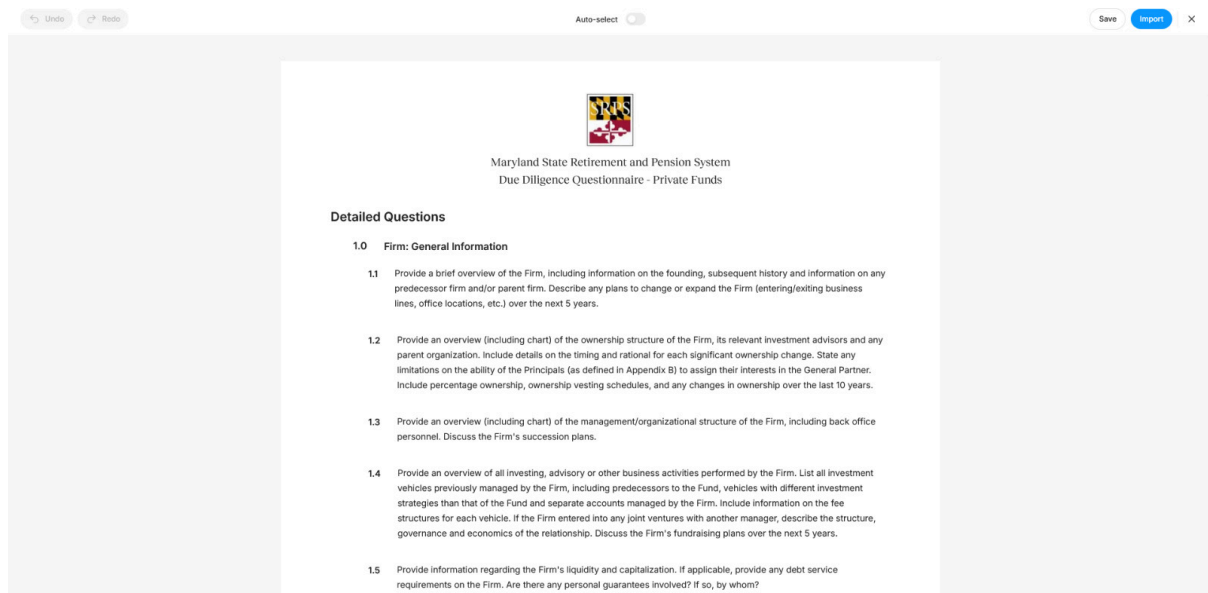 Undo Redo Auto-select Save Import
SRPS
Maryland State Retirement and Pension System
Due Diligence Questionnaire - Private Funds
Detailed Questions
1.0 Firm: General Information
1.1 Provide a brief overview of the Firm, including information on the founding, subsequent history and information on any
predecessor firm and/or parent firm. Describe any plans to change or expand the Firm (entering/exiting business
lines, office locations, etc.) over the next 5 years.
1.2 Provide an overview (including chart) of the ownership structure of the Firm, its relevant investment advisors and any
parent organization. Include details on the timing and rational for each significant ownership change. State any
limitations on the ability of the Principals (as defined in Appendix B) to assign their interests in the General Partner.
Include percentage ownership, ownership vesting schedules, and any changes in ownership over the last 10 years.
1.3 Provide an overview (including chart) of the management/organizational structure of the Firm, including back office
personnel. Discuss the Firm's succession plans.
1.4 Provide an overview of all investing, advisory or other business activities performed by the Firm. List all investment
vehicles previously managed by the Firm, including predecessors to the Fund, vehicles with different investment
strategies than that of the Fund and separate accounts managed by the Firm. Include information on the fee
structures for each vehicle. If the Firm entered into any joint ventures with another manager, describe the structure,
governance and economics of the relationship. Discuss the Firm's fundraising plans over the next 5 years.
1.5 Provide information regarding the Firm's liquidity and capitalization. If applicable, provide any debt service
requirements on the Firm. Are there any personal guarantees involved? If so, by whom?